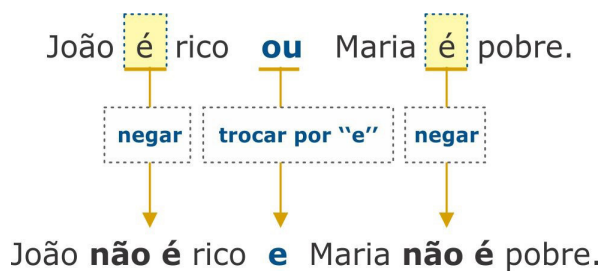 João é rico ou Maria é pobre.
negar trocar por ‘‘e’’ negar
João não é rico e Maria não é pobre.